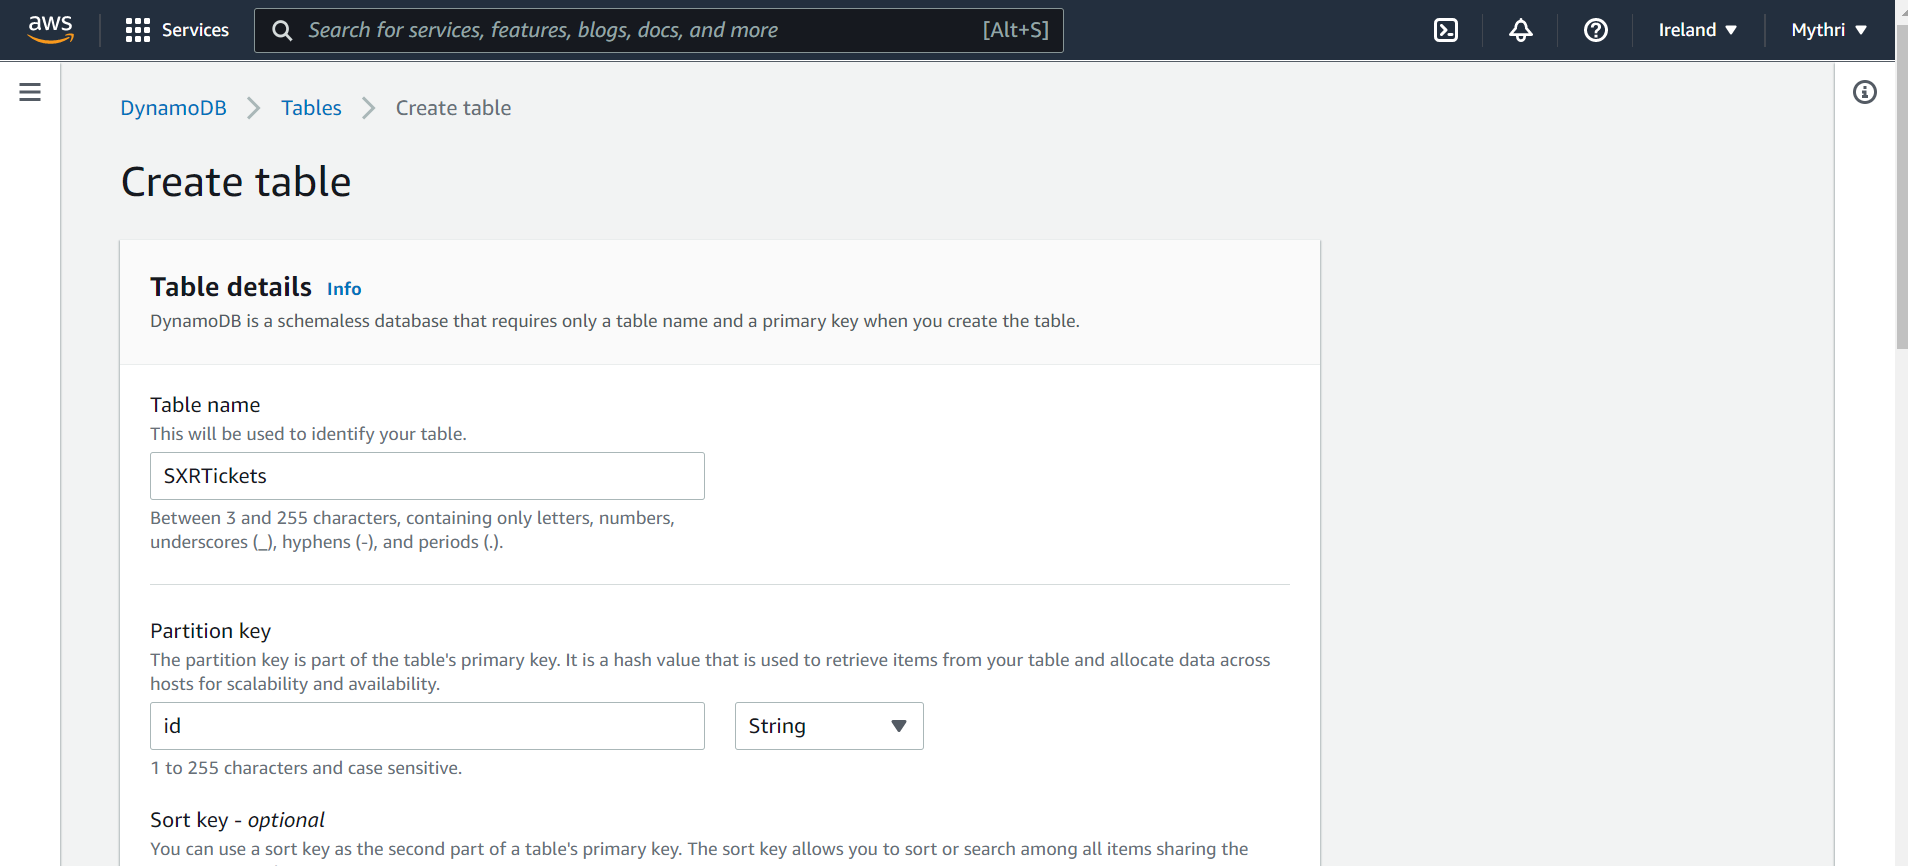 aws
Services
Search for services, features, blogs, docs, and more [Alt+S]
Ireland ▼
Mythri ▼
DynamoDB > Tables > Create table
Create table
Table details Info
DynamoDB is a schemaless database that requires only a table name and a primary key when you create the table.
Table name
This will be used to identify your table.
SXRTickets
Between 3 and 255 characters, containing only letters, numbers,
underscores (_), hyphens (-), and periods (.).
Partition key
The partition key is part of the table's primary key. It is a hash value that is used to retrieve items from your table and allocate data across
hosts for scalability and availability.
id
String
1 to 255 characters and case sensitive.
Sort key - optional
You can use a sort key as the second part of a table's primary key. The sort key allows you to sort or search among all items sharing the